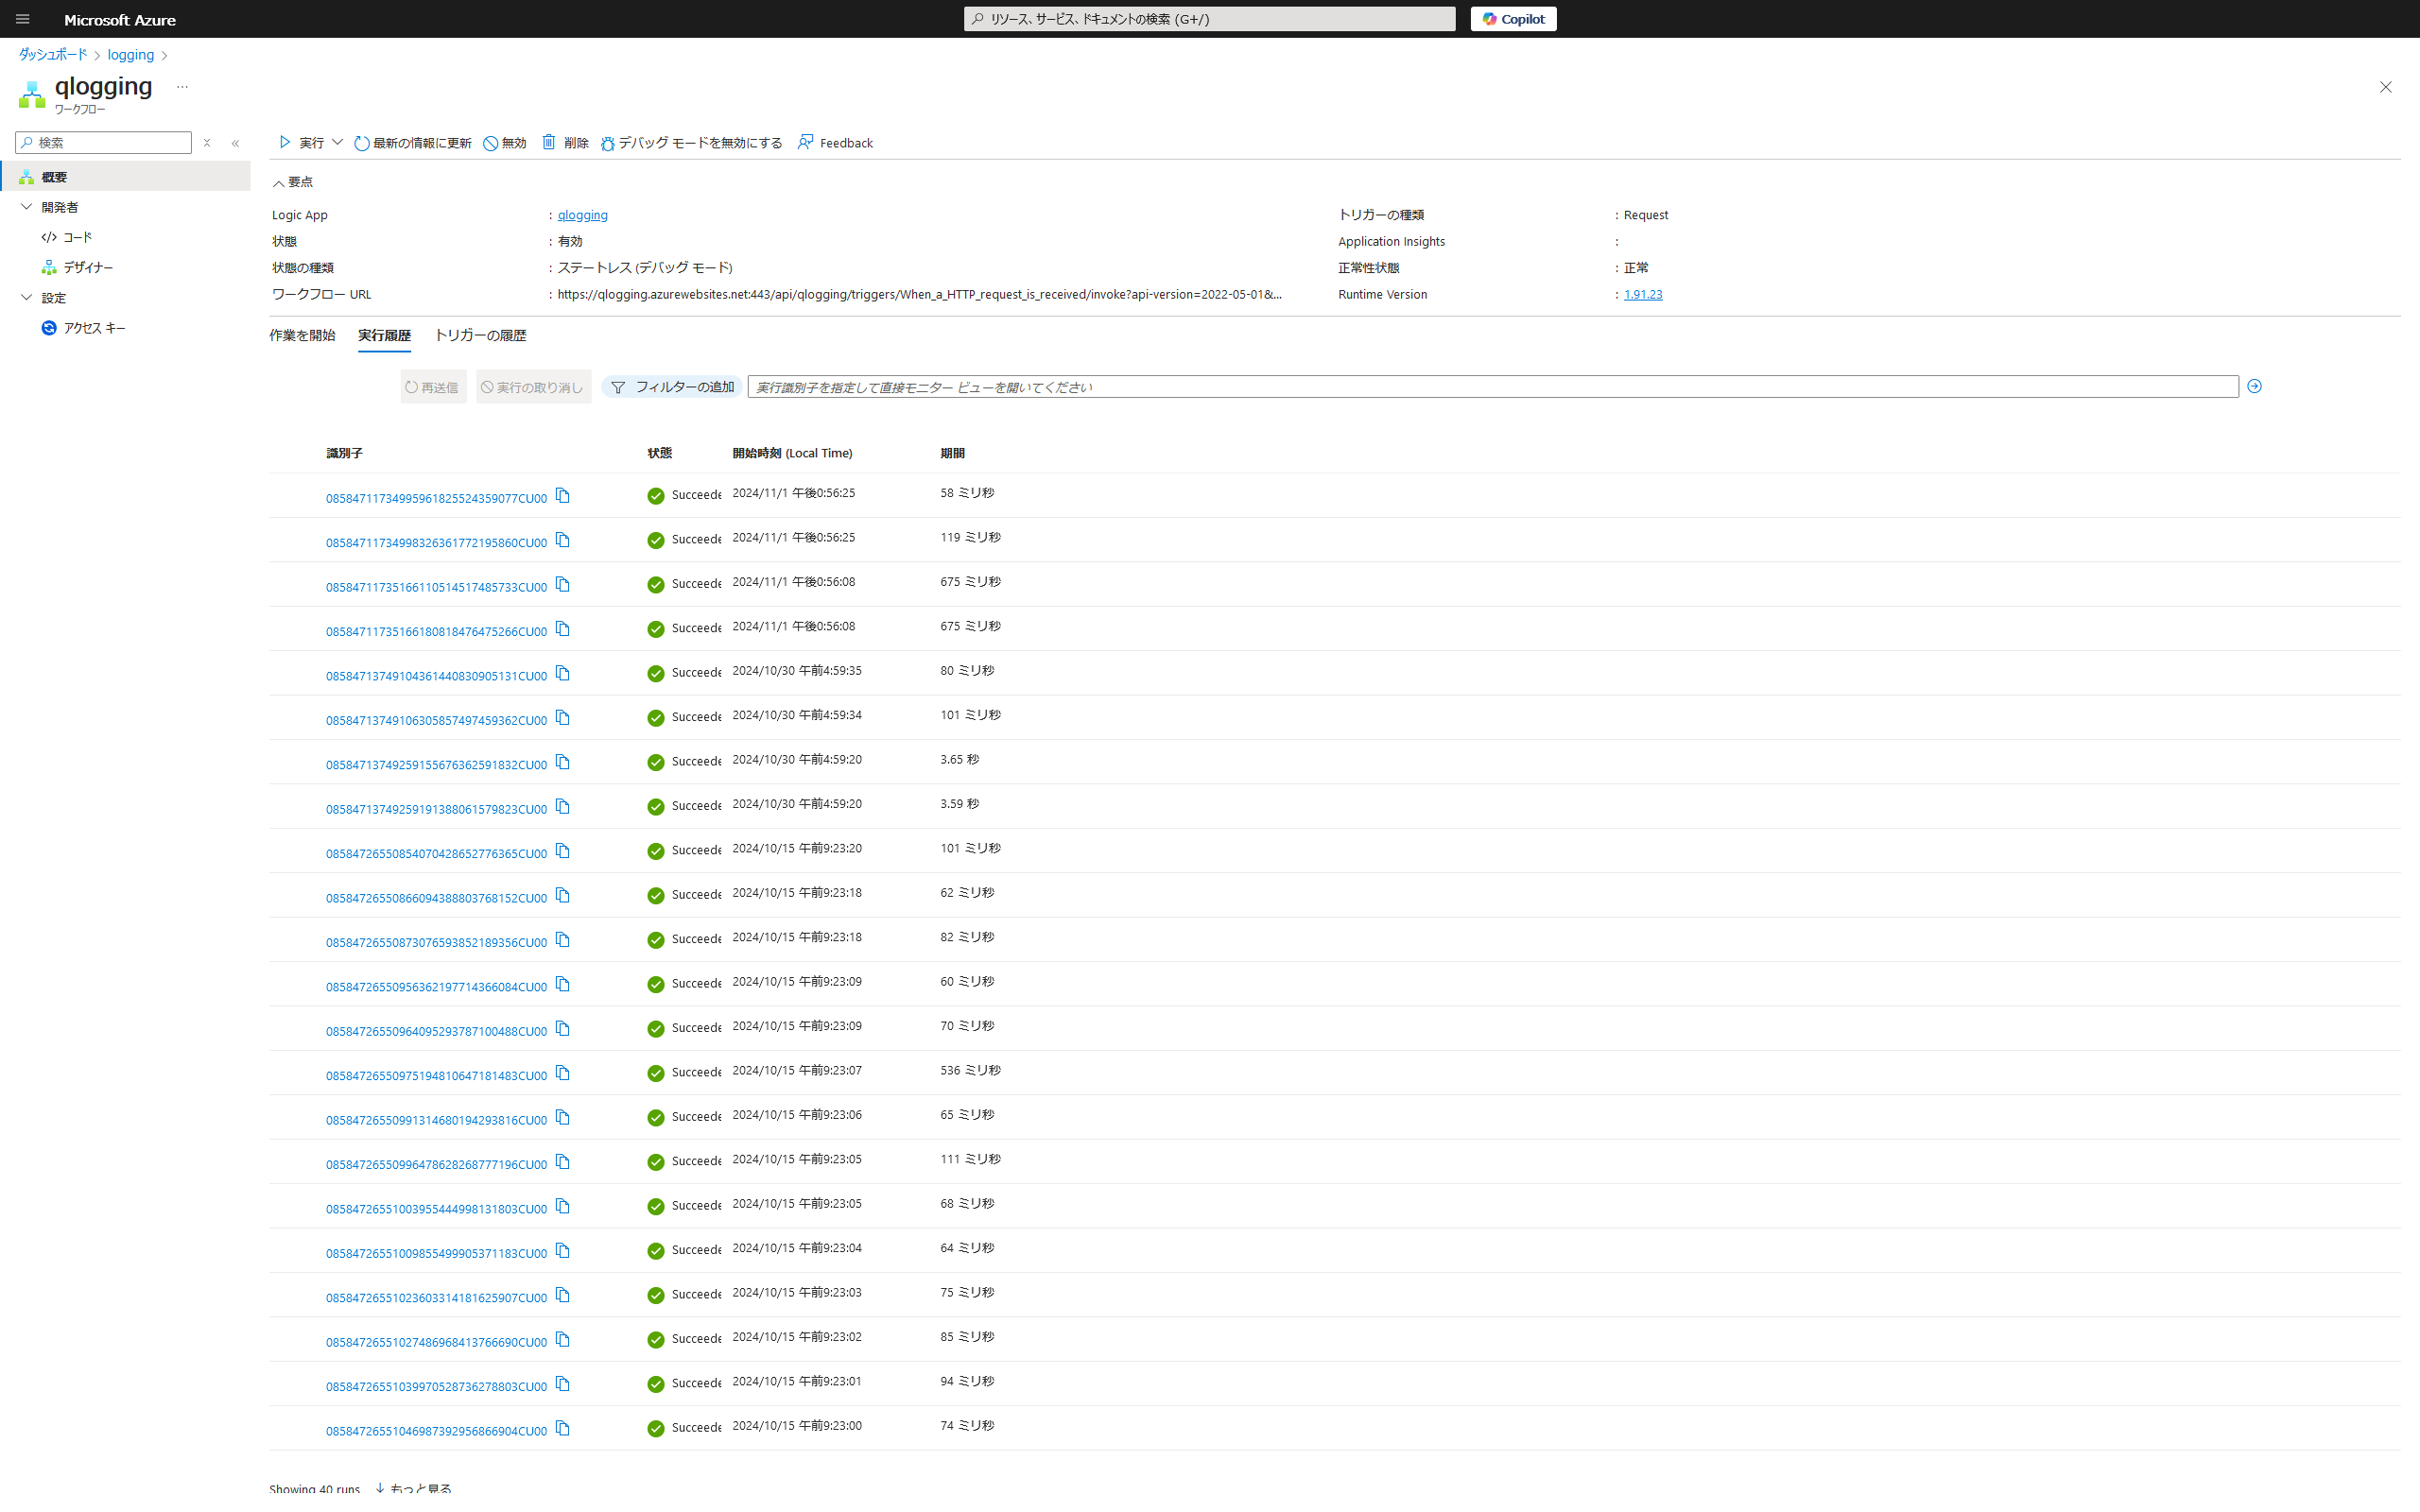 Microsoft Azure
リソース、サービス、ドキュメントの検索 (G+/)
Copilot
ダッシュボード > logging >
qlogging ...
ワークフロー
検索
実行 最新の情報に更新 無効 削除 デバッグ モードを無効にする Feedback
概要
開発者
コード
デザイナー
設定
アクセス キー
要点
Logic App : qlogging
状態 : 有効
状態の種類 : ステートレス (デバッグ モード)
ワークフロー URL : https://qlogging.azurewebsites.net:443/api/qlogging/triggers/When_a_HTTP_request_is_received/invoke?api-version=2022-05-01&...
トリガーの種類 : Request
Application Insights :
正常性状態 : 正常
Runtime Version : 1.91.23
作業を開始 実行履歴 トリガーの履歴
再送信 実行の取り消し フィルターの追加 実行識別子を指定して直接モニター ビューを開いてください
識別子 状態 開始時刻 (Local Time) 期間
08584711734995961825524359077CU00 Succeede 2024/11/1 午後0:56:25 58 ミリ秒
08584711734998326361772195860CU00 Succeede 2024/11/1 午後0:56:25 119 ミリ秒
08584711735166110514517485733CU00 Succeede 2024/11/1 午後0:56:08 675 ミリ秒
08584711735166180818476475266CU00 Succeede 2024/11/1 午後0:56:08 675 ミリ秒
08584713749104361440830905131CU00 Succeede 2024/10/30 午前4:59:35 80 ミリ秒
08584713749106305857497459362CU00 Succeede 2024/10/30 午前4:59:34 101 ミリ秒
08584713749259155676362591832CU00 Succeede 2024/10/30 午前4:59:20 3.65 秒
08584713749259191388061579823CU00 Succeede 2024/10/30 午前4:59:20 3.59 秒
08584726550854070428652776365CU00 Succeede 2024/10/15 午前9:23:20 101 ミリ秒
08584726550866094388803768152CU00 Succeede 2024/10/15 午前9:23:18 62 ミリ秒
08584726550873076593852189356CU00 Succeede 2024/10/15 午前9:23:18 82 ミリ秒
08584726550956362197714366084CU00 Succeede 2024/10/15 午前9:23:09 60 ミリ秒
08584726550964095293787100488CU00 Succeede 2024/10/15 午前9:23:09 70 ミリ秒
08584726550975194810647181483CU00 Succeede 2024/10/15 午前9:23:07 536 ミリ秒
08584726550991314680194293816CU00 Succeede 2024/10/15 午前9:23:06 65 ミリ秒
08584726550996478628268777196CU00 Succeede 2024/10/15 午前9:23:05 111 ミリ秒
08584726551003955444998131803CU00 Succeede 2024/10/15 午前9:23:05 68 ミリ秒
08584726551009855499905371183CU00 Succeede 2024/10/15 午前9:23:04 64 ミリ秒
08584726551023603314181625907CU00 Succeede 2024/10/15 午前9:23:03 75 ミリ秒
08584726551027486968413766690CU00 Succeede 2024/10/15 午前9:23:02 85 ミリ秒
08584726551039970528736278803CU00 Succeede 2024/10/15 午前9:23:01 94 ミリ秒
08584726551046987392956866904CU00 Succeede 2024/10/15 午前9:23:00 74 ミリ秒
Showing 40 runs もっと見る